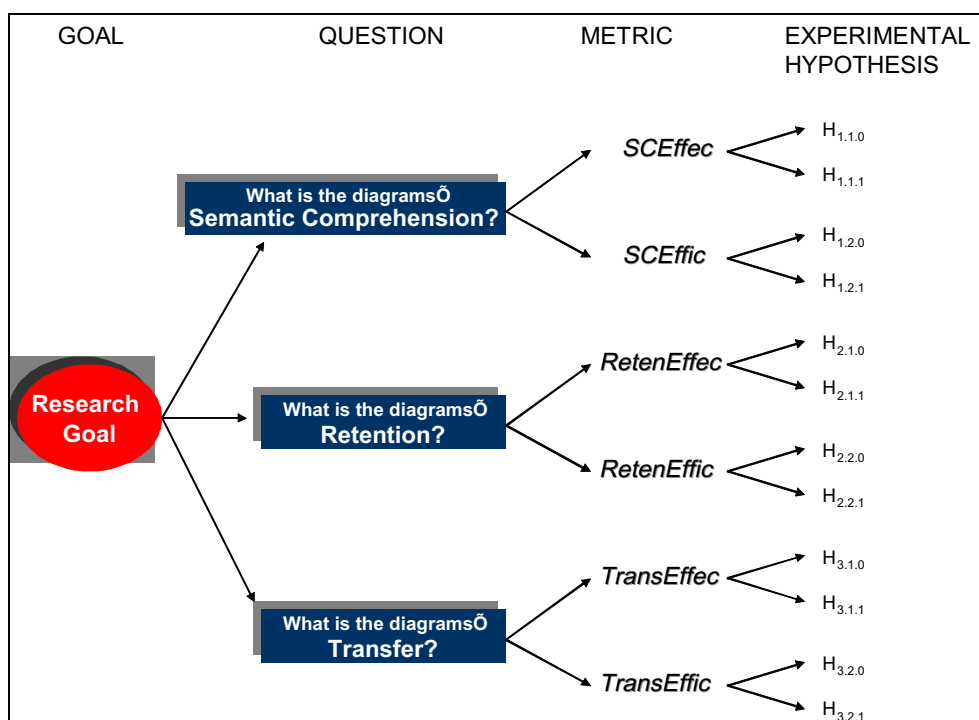 GOAL
QUESTION
METRIC
EXPERIMENTAL
HYPOTHESIS
What is the diagramsÕ
Semantic Comprehension?
SCEffec
H1.1.0
H1.1.1
SCEffic
H1.2.0
H1.2.1
Research
Goal
What is the diagramsÕ
Retention?
RetenEffec
H2.1.0
H2.1.1
RetenEffic
H2.2.0
H2.2.1
What is the diagramsÕ
Transfer?
TransEffec
H3.1.0
H3.1.1
TransEffic
H3.2.0
H3.2.1